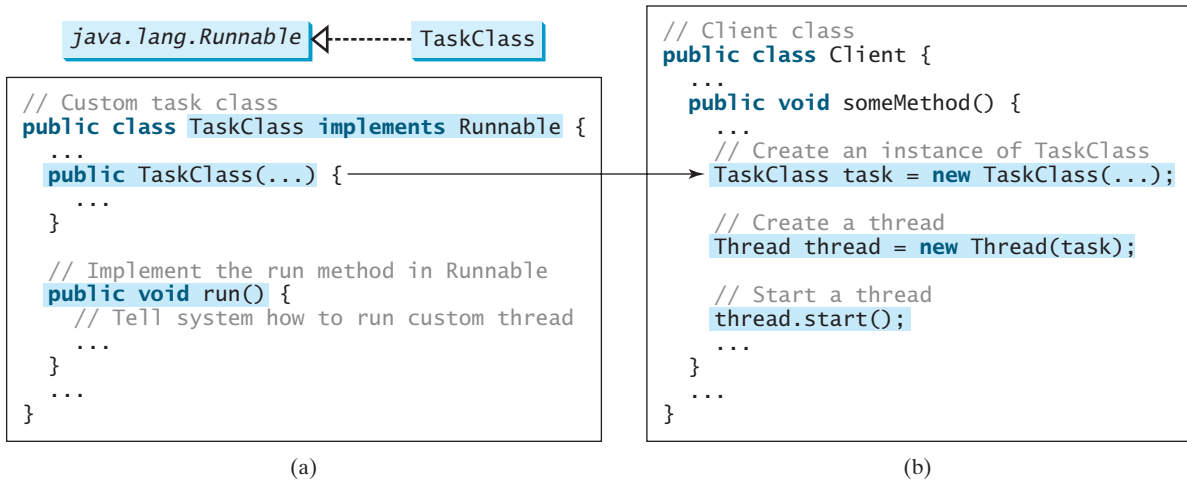 java.lang.Runnable
TaskClass
// Custom task class
public class TaskClass implements Runnable {
...
public TaskClass(...) {
...
}
// Implement the run method in Runnable
public void run() {
// Tell system how to run custom thread
...
}
...
}
(a)
// Client class
public class Client {
...
public void someMethod() {
...
// Create an instance of TaskClass
TaskClass task = new TaskClass(...);
// Create a thread
Thread thread = new Thread(task);
// Start a thread
thread.start();
...
}
...
}
(b)